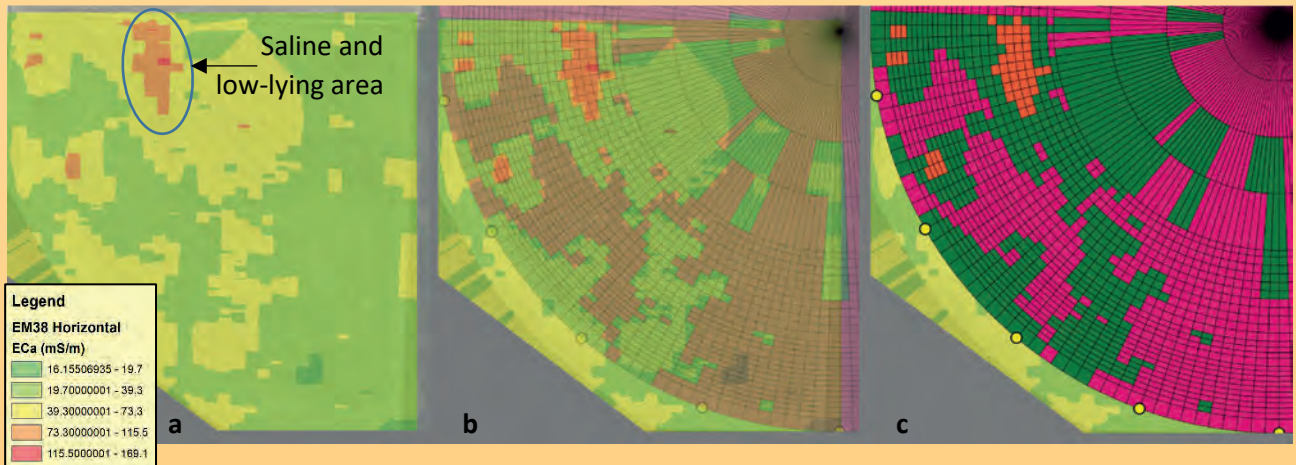 Saline and
low-lying area
Legend
EM38 Horizontal
ECa (mS/m)
16.15506935 - 19.7
19.70000001 - 39.3
39.30000001 - 73.3
73.30000001 - 115.5
115.5000001 - 169.1
a
b
c